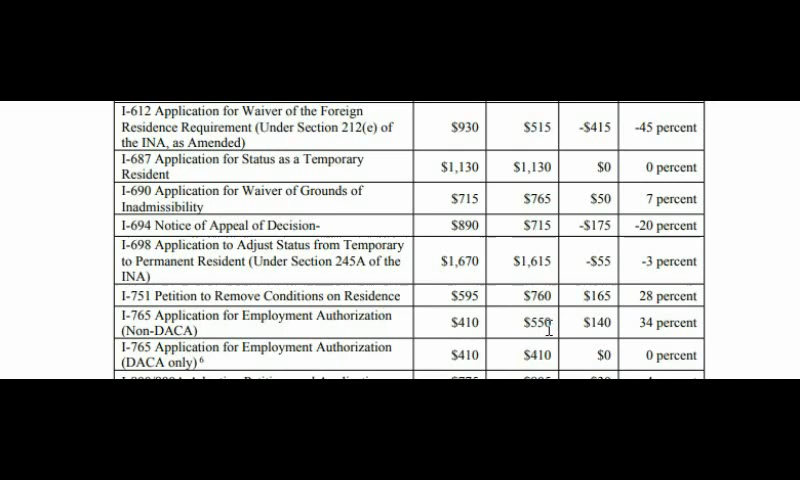 I-612 Application for Waiver of the Foreign
Residence Requirement (Under Section 212(e) of
the INA, as Amended) $930 $515 -$415 -45 percent
I-687 Application for Status as a Temporary
Resident $1,130 $1,130 $0 0 percent
I-690 Application for Waiver of Grounds of
Inadmissibility $715 $765 $50 7 percent
I-694 Notice of Appeal of Decision- $890 $715 -$175 -20 percent
I-698 Application to Adjust Status from Temporary
to Permanent Resident (Under Section 245A of the
INA) $1,670 $1,615 -$55 -3 percent
I-751 Petition to Remove Conditions on Residence $595 $760 $165 28 percent
I-765 Application for Employment Authorization
(Non-DACA) $410 $550 $140 34 percent
I-765 Application for Employment Authorization
(DACA only)⁶ $410 $410 $0 0 percent